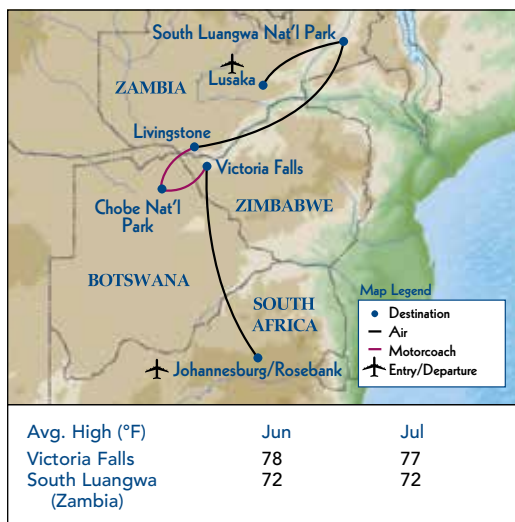 South Luangwa Nat'l Park
Lusaka
ZAMBIA
Livingstone
Victoria Falls
Chobe Nat'l
Park
ZIMBABWE
BOTSWANA
SOUTH
AFRICA
Map Legend
Destination
Air
Motorcoach
Entry/Departure
Johannesburg/Rosebank
Avg. High (°F) Jun Jul
Victoria Falls 78 77
South Luangwa 72 72
(Zambia)